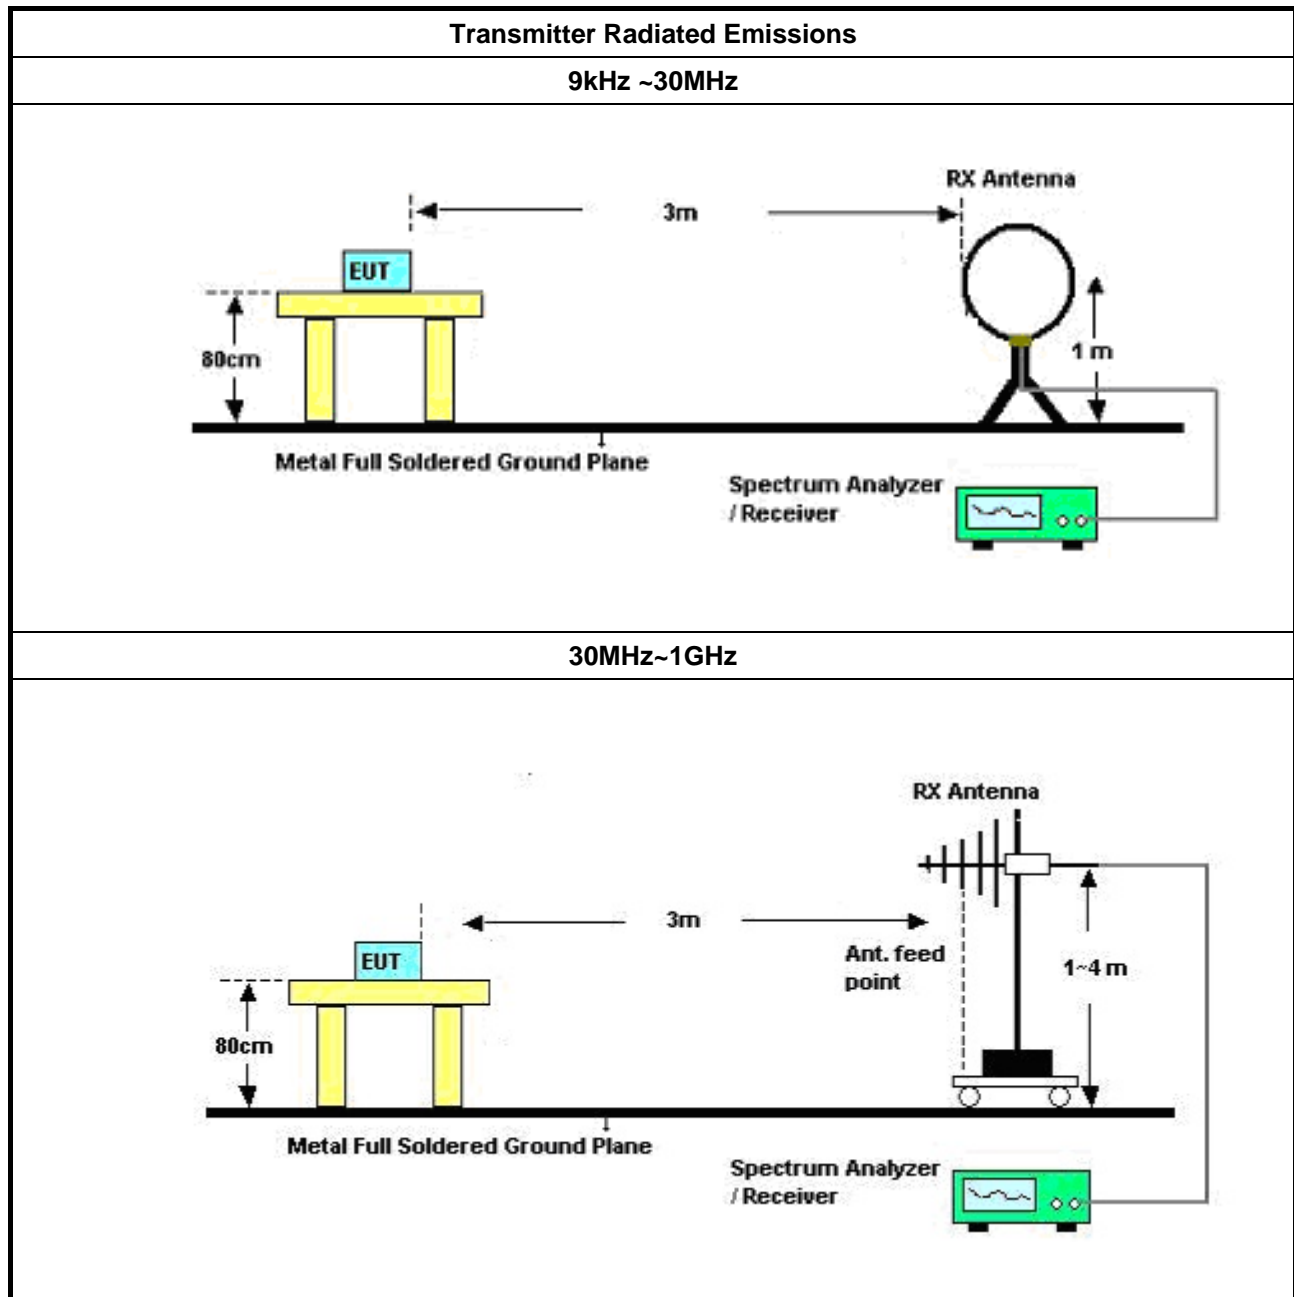 Transmitter Radiated Emissions
9kHz ~30MHz
RX Antenna
3m
EUT
80cm
1 m
Metal Full Soldered Ground Plane
Spectrum Analyzer
/ Receiver
30MHz~1GHz
RX Antenna
3m
Ant. feed
point
EUT
1~4 m
80cm
Metal Full Soldered Ground Plane
Spectrum Analyzer
/ Receiver